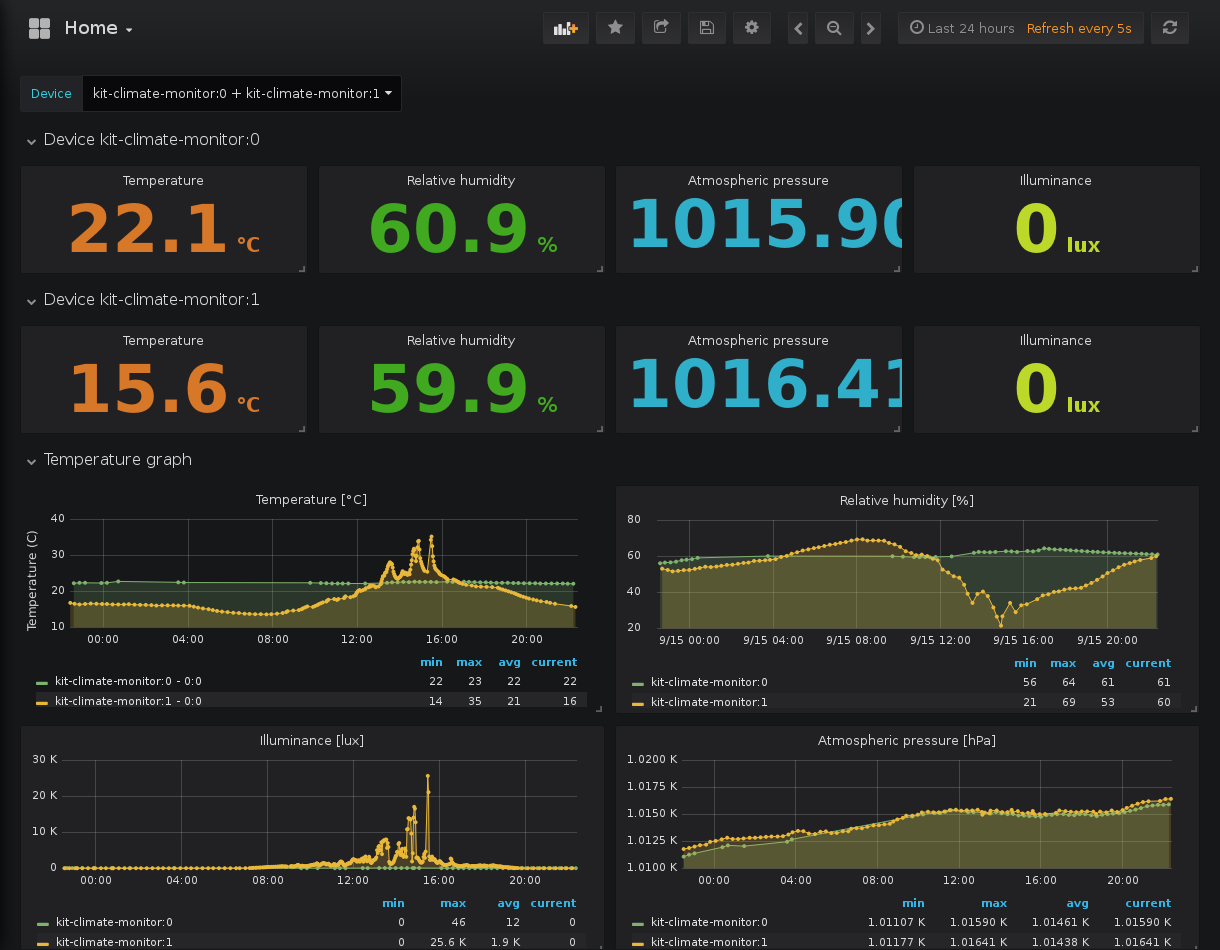 Home
Last 24 hours Refresh every 5s
Device kit-climate-monitor:0 + kit-climate-monitor:1
Device kit-climate-monitor:0
Temperature Relative humidity Atmospheric pressure Illuminance
22.1 °C 60.9 % 1015.90 0 lux
Device kit-climate-monitor:1
Temperature Relative humidity Atmospheric pressure Illuminance
15.6 °C 59.9 % 1016.41 0 lux
Temperature graph
Temperature [°C]
Temperature (C)
40
30
20
10
00:00 04:00 08:00 12:00 16:00 20:00
min max avg current
kit-climate-monitor:0 - 0:0 22 23 22 22
kit-climate-monitor:1 - 0:0 14 35 21 16
Relative humidity [%]
80
60
40
20
9/15 00:00 9/15 04:00 9/15 08:00 9/15 12:00 9/15 16:00 9/15 20:00
min max avg current
kit-climate-monitor:0 56 64 61 61
kit-climate-monitor:1 21 69 53 60
Illuminance [lux]
30 K
20 K
10 K
0
00:00 04:00 08:00 12:00 16:00 20:00
min max avg current
kit-climate-monitor:0 0 46 12 0
kit-climate-monitor:1 0 25.6 K 1.9 K 0
Atmospheric pressure [hPa]
1.0200 K
1.0175 K
1.0150 K
1.0125 K
1.0100 K
00:00 04:00 08:00 12:00 16:00 20:00
min max avg current
kit-climate-monitor:0 1.01107 K 1.01590 K 1.01461 K 1.01590 K
kit-climate-monitor:1 1.01177 K 1.01641 K 1.01438 K 1.01641 K